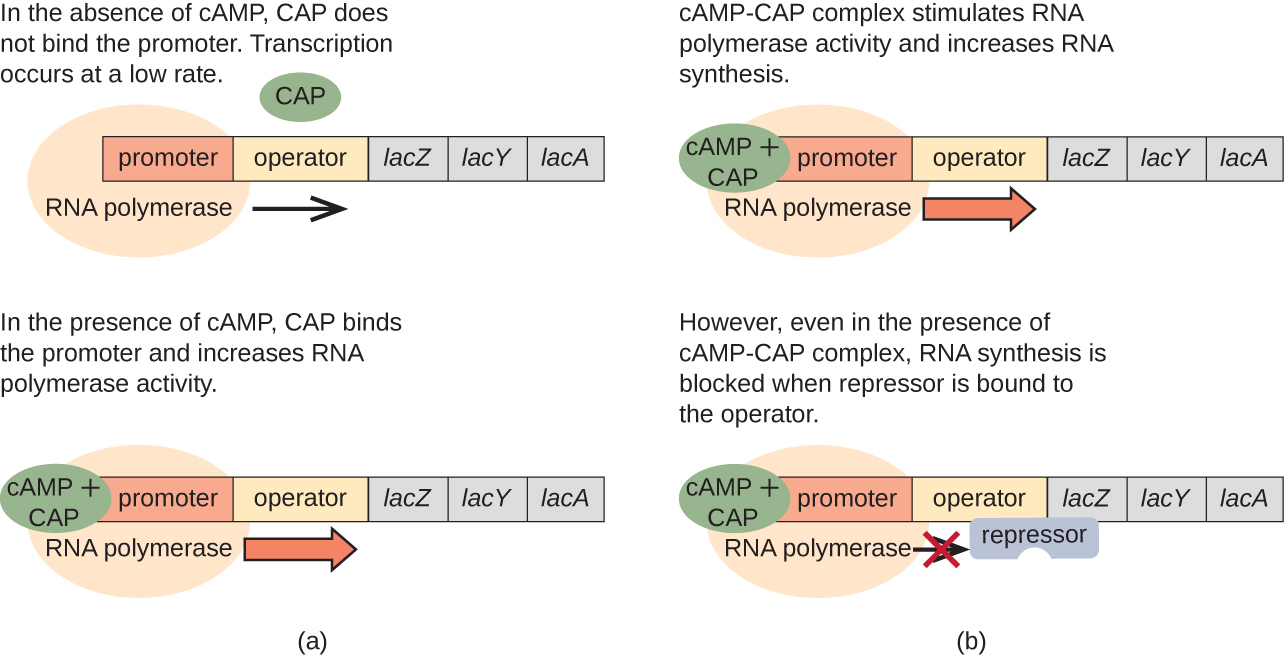 In the absence of cAMP, CAP does
not bind the promoter. Transcription
occurs at a low rate.
CAP
promoter operator lacZ lacY lacA
RNA polymerase
In the presence of cAMP, CAP binds
the promoter and increases RNA
polymerase activity.
cAMP +
CAP
promoter operator lacZ lacY lacA
RNA polymerase
(a)
cAMP-CAP complex stimulates RNA
polymerase activity and increases RNA
synthesis.
cAMP +
CAP
promoter operator lacZ lacY lacA
RNA polymerase
However, even in the presence of
cAMP-CAP complex, RNA synthesis is
blocked when repressor is bound to
the operator.
cAMP +
CAP
promoter operator lacZ lacY lacA
RNA polymerase
repressor
(b)